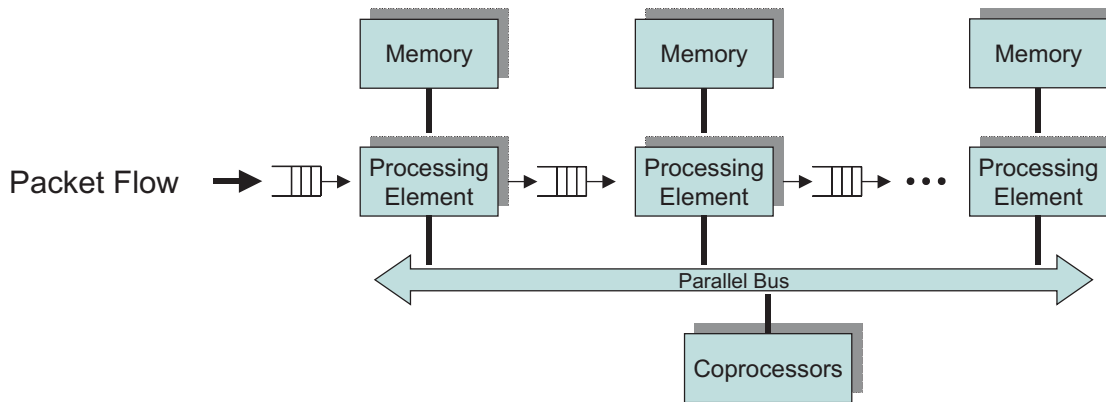 Memory
Memory
Memory
Packet Flow
Processing
Element
Processing
Element
Processing
Element
Parallel Bus
Coprocessors